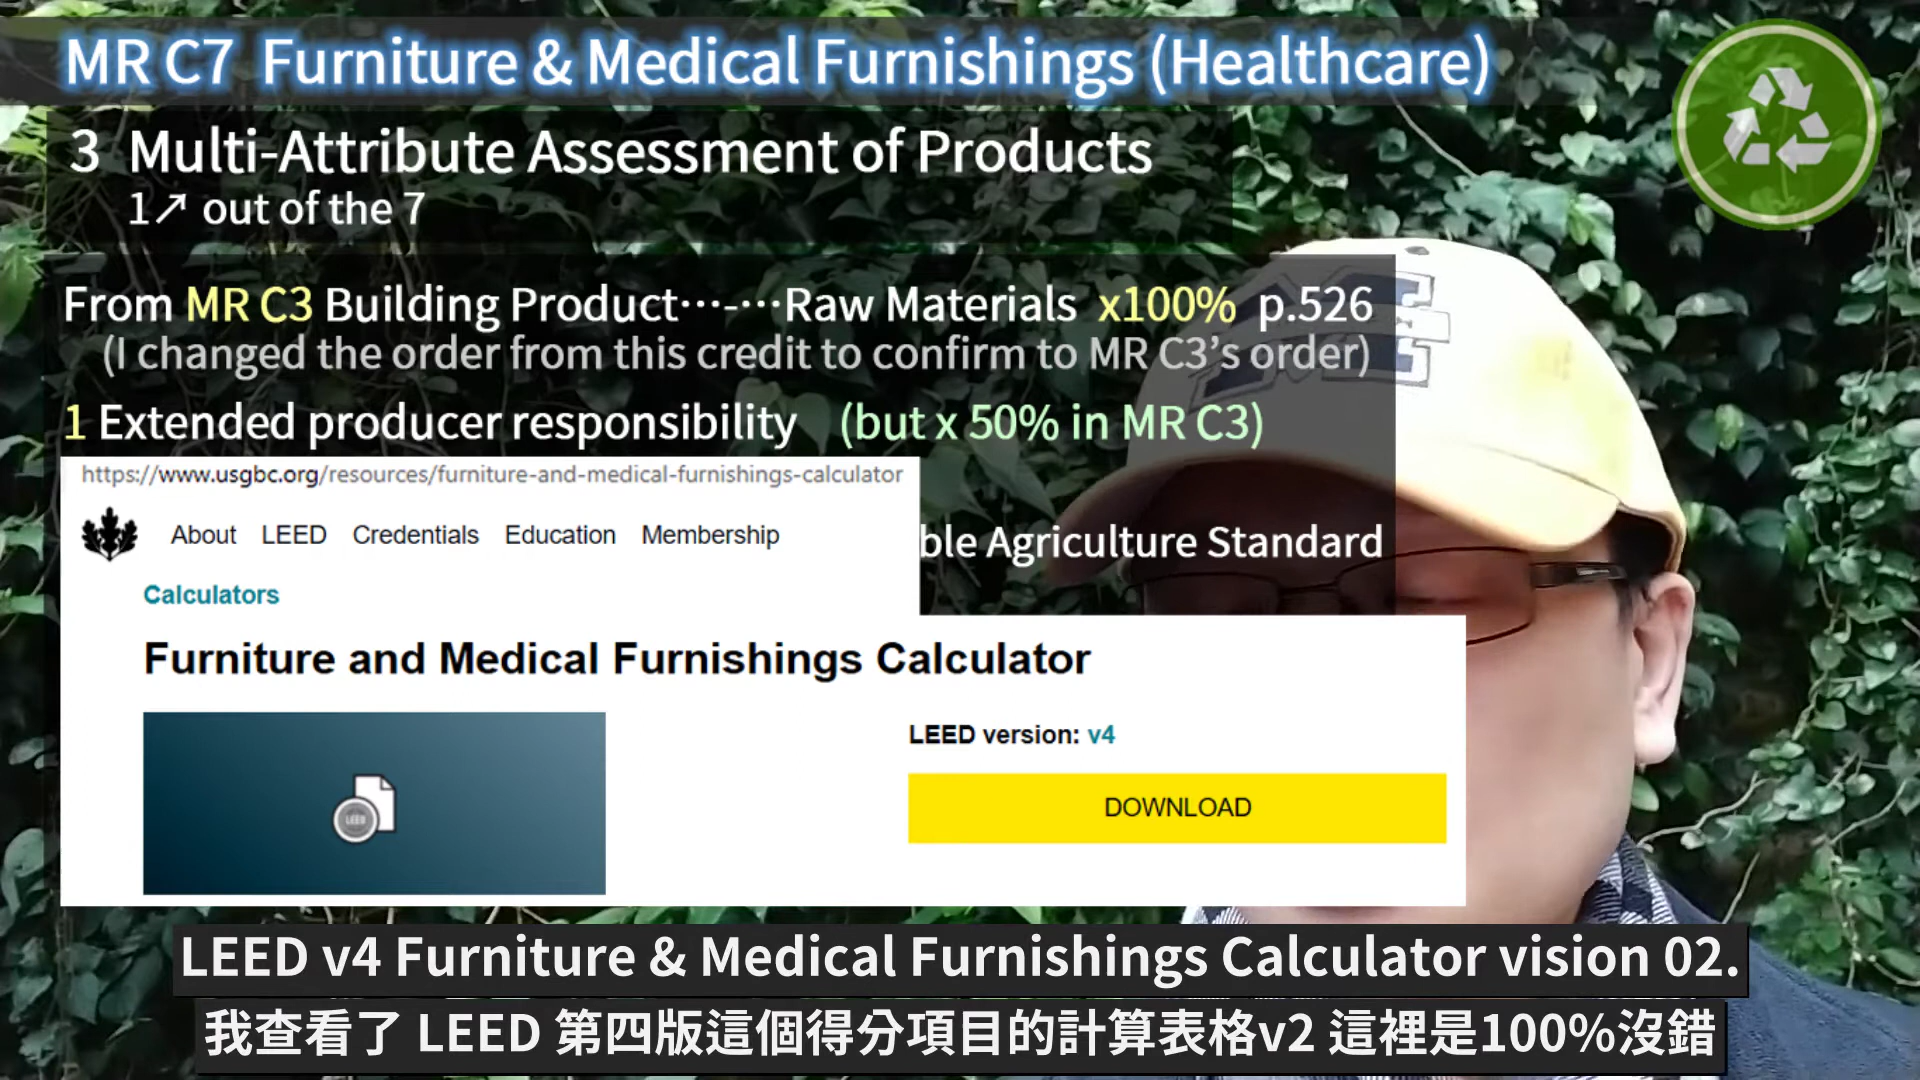 MR C7 Furniture & Medical Furnishings (Healthcare)
3 Multi-Attribute Assessment of Products
1↗ out of the 7
From MR C3 Building Product⋯-⋯Raw Materials x100% p.526
(I changed the order from this credit to confirm to MR C3's order)
1 Extended producer responsibility (but x 50% in MR C3)
https://www.usgbc.org/resources/furniture-and-medical-furnishings-calculator
About LEED Credentials Education Membership
ble Agriculture Standard
Calculators
Furniture and Medical Furnishings Calculator
LEED version: v4
LEED
DOWNLOAD
LEED v4 Furniture & Medical Furnishings Calculator vision 02.
我查看了 LEED 第四版這個得分項目的計算表格v2 這裡是100%沒錯